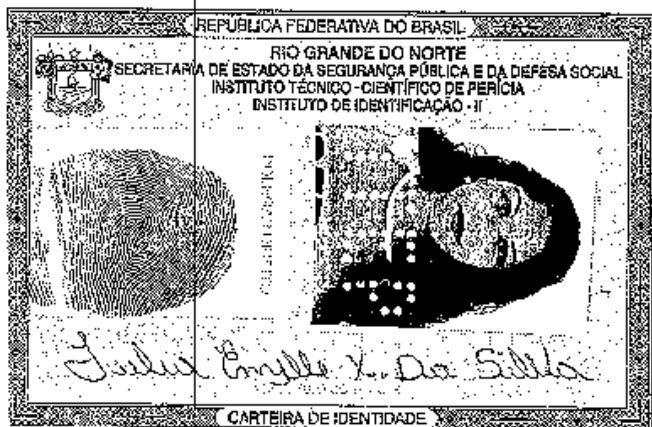 REPÚBLICA FEDERATIVA DO BRASIL
RIO GRANDE DO NORTE
SECRETARIA DE ESTADO DA SEGURANÇA PÚBLICA E DA DEFESA SOCIAL
INSTITUTO TÉCNICO-CIENTÍFICO DE PERÍCIA
INSTITUTO DE IDENTIFICAÇÃO - II
Emylle X. Da Silva
CARTEIRA DE IDENTIDADE